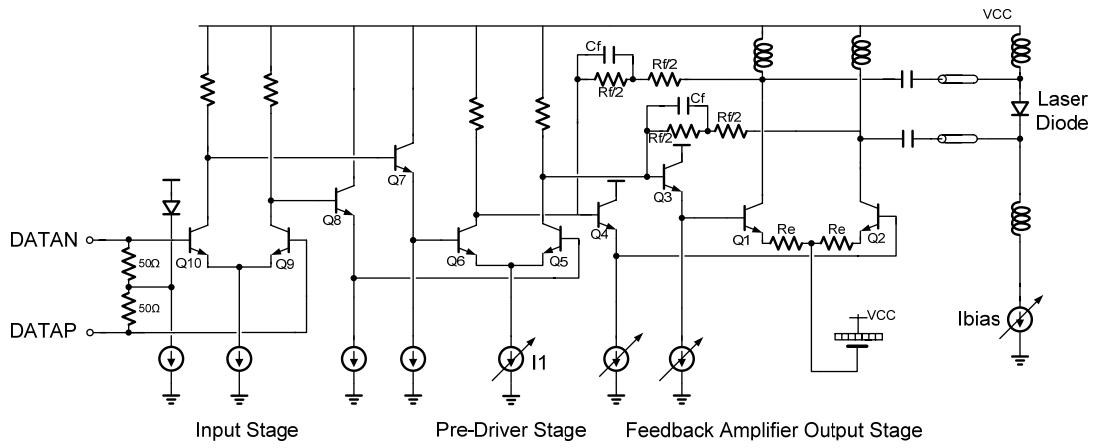 VCC
Cf
Rf/2
Rf/2
Cf
Rf/2
Rf/2
Laser
Diode
Q7
Q8
Q3
Q4
DATAN
Q10
Q9
Q6
Q5
Q1
Re
Re
Q2
50Ω
50Ω
DATAP
VCC
I1
Ibias
Input Stage
Pre-Driver Stage
Feedback Amplifier Output Stage